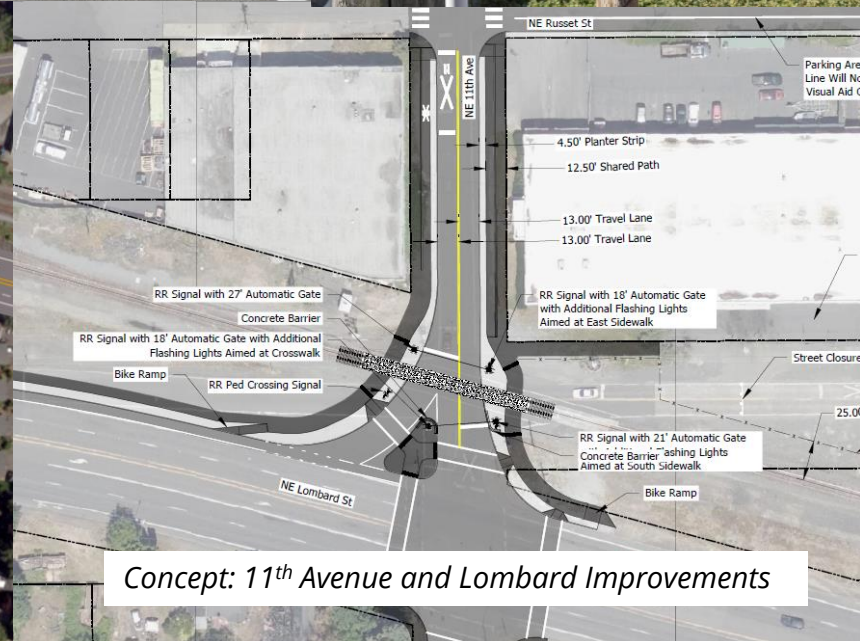 NE Russet St
NE 11th Ave
Parking Are
Line Will No
Visual Aid
4.50' Planter Strip
12.50' Shared Path
13.00' Travel Lane
13.00' Travel Lane
RR Signal with 27' Automatic Gate
Concrete Barrier
RR Signal with 18' Automatic Gate with Additional
Flashing Lights Aimed at Crosswalk
Bike Ramp
RR Ped Crossing Signal
RR Signal with 18' Automatic Gate
with Additional Flashing Lights
Aimed at East Sidewalk
Street Closure
25.00
RR Signal with 21' Automatic Gate
Flashing Lights
Concrete Barrier
Aimed at South Sidewalk
Bike Ramp
NE Lombard St
Concept: 11th Avenue and Lombard Improvements